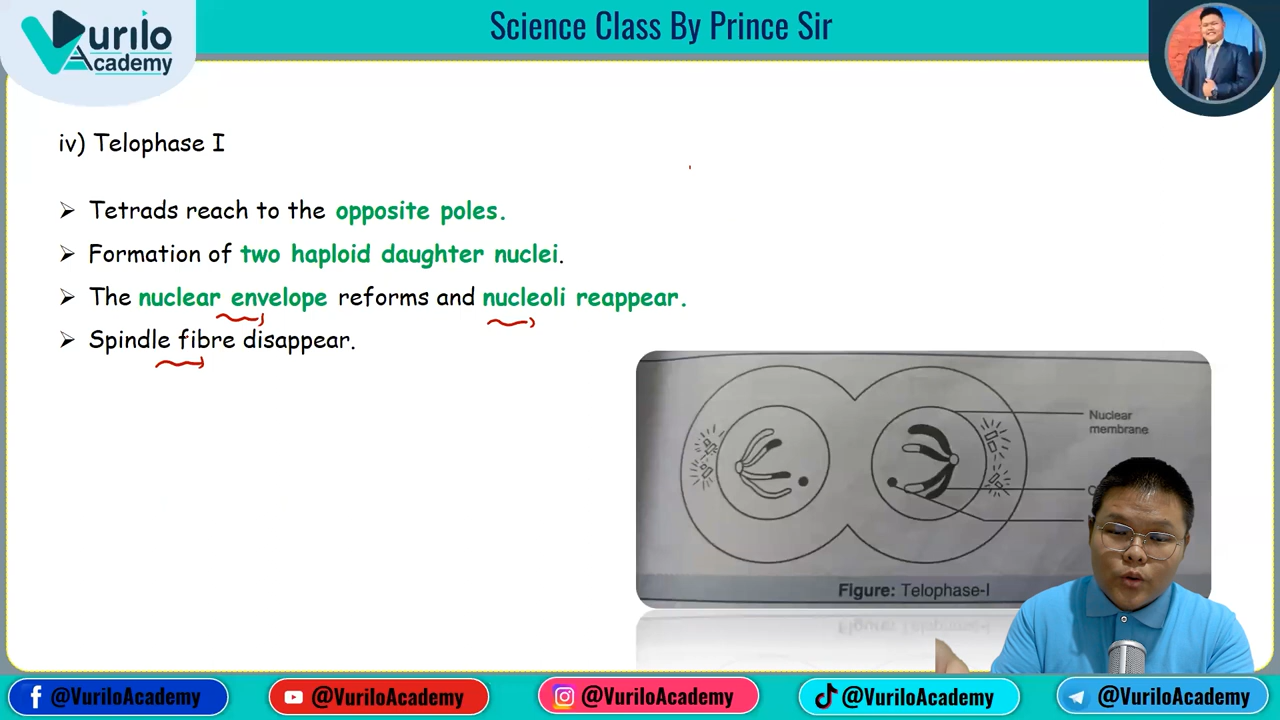 Vurilo
Academy
Science Class By Prince Sir
iv) Telophase I
➢ Tetrads reach to the opposite poles.
➢ Formation of two haploid daughter nuclei.
➢ The nuclear envelope reforms and nucleoli reappear.
➢ Spindle fibre disappear.
Nuclear
membrane
Figure: Telophase-I
@VuriloAcademy
@VuriloAcademy
@VuriloAcademy
@VuriloAcademy
@VuriloAcademy